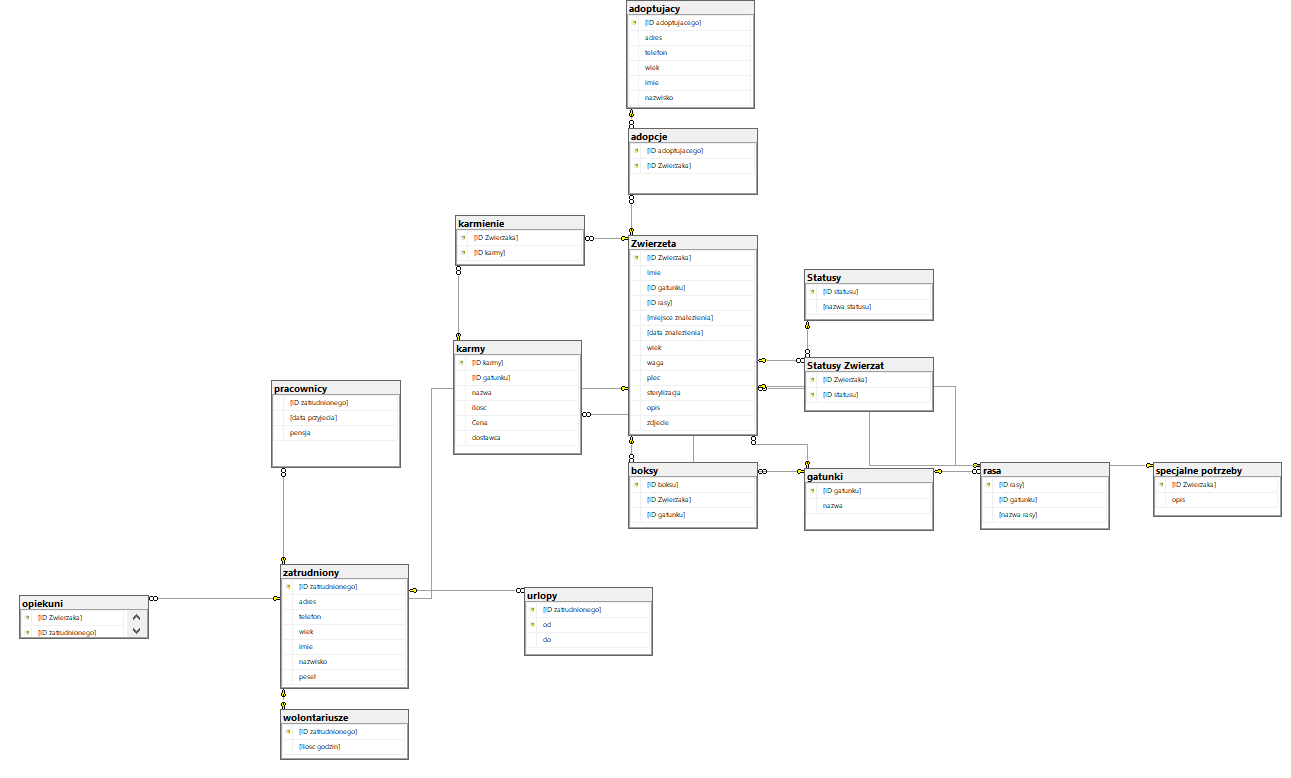 adoptujacy
[ID adoptujacego]
adres
telefon
wiek
imie
nazwisko
adopcje
[ID adoptujacego]
[ID Zwierzaka]
karmienie
[ID Zwierzaka]
[ID karmy]
Zwierzeta
[ID Zwierzaka]
Imie
[ID gatunku]
[ID rasy]
[miejsce znalezienia]
[data znalezienia]
wiek
waga
plec
sterylizacja
opis
zdjecie
Statusy
[ID statusu]
[nazwa statusu]
Statusy Zwierzat
[ID Zwierzaka]
[ID statusu]
karmy
[ID karmy]
[ID gatunku]
nazwa
ilosc
Cena
dostawca
pracownicy
[ID zatrudnionego]
[data przyjecia]
pensja
boksy
[ID boksu]
[ID Zwierzaka]
[ID gatunku]
gatunki
[ID gatunku]
nazwa
rasa
[ID rasy]
[ID gatunku]
[nazwa rasy]
specjalne potrzeby
[ID Zwierzaka]
opis
zatrudniony
[ID zatrudnionego]
adres
telefon
wiek
imie
nazwisko
pesel
opiekuni
[ID Zwierzaka]
[ID zatrudnionego]
urlopy
[ID zatrudnionego]
od
do
wolontariusze
[ID zatrudnionego]
[ilosc godzin]